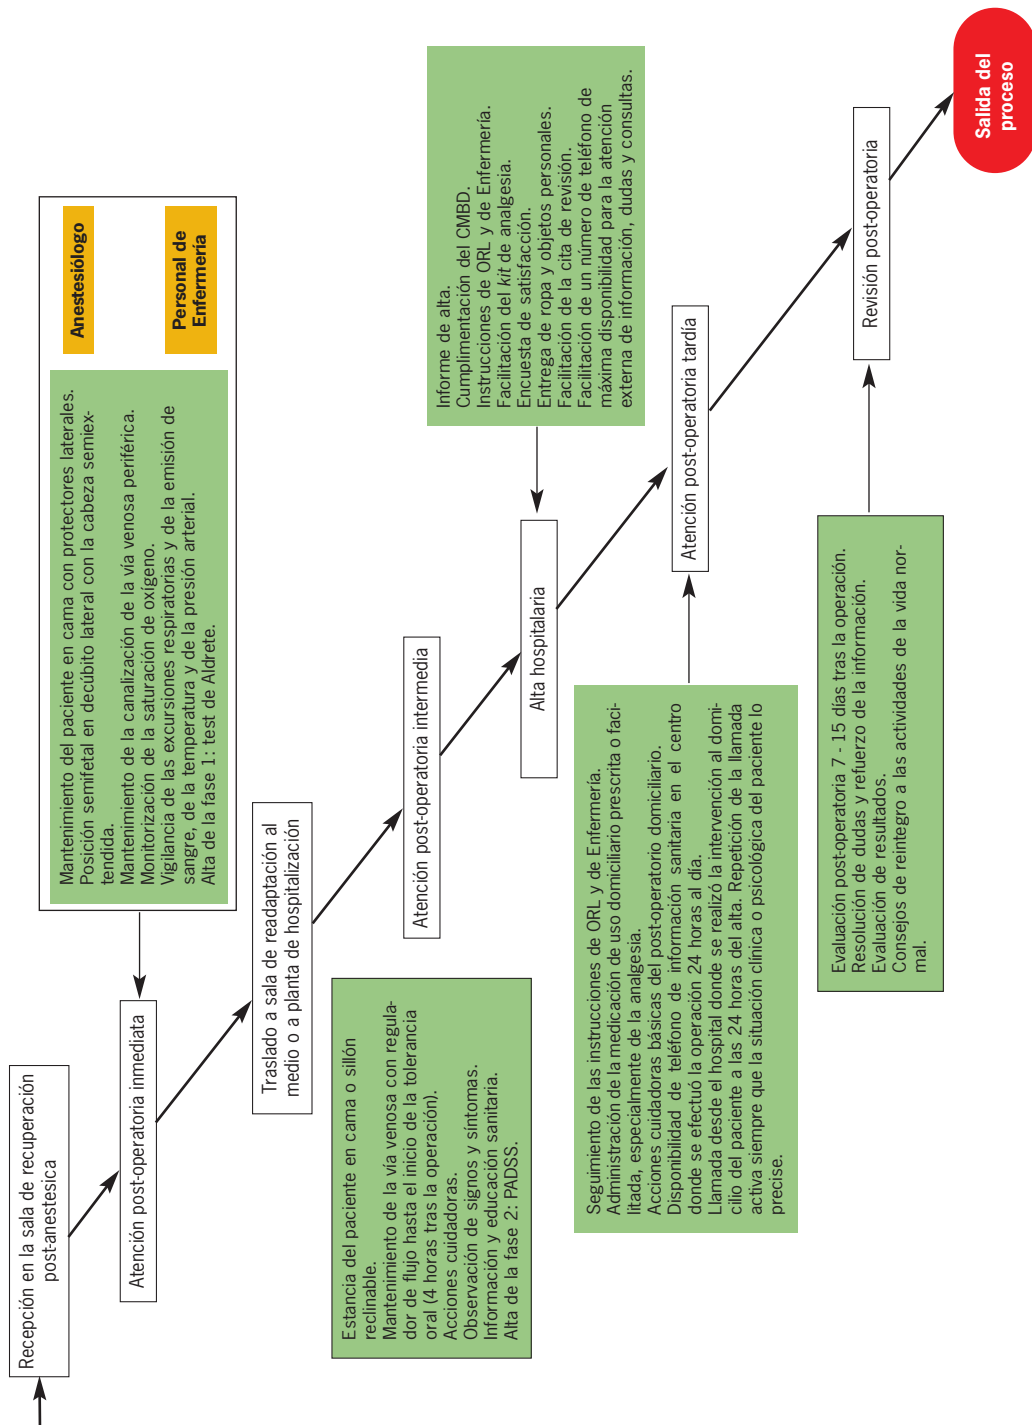 Recepción en la sala de recuperación
post-anestesica
Atención post-operatoria inmediata
Mantenimiento del paciente en cama con protectores laterales.
Posición semifetal en decúbito lateral con la cabeza semiex-
tendida.
Mantenimiento de la canalización de la vía venosa periférica.
Monitorización de la saturación de oxígeno.
Vigilancia de las excursiones respiratorias y de la emisión de
sangre, de la temperatura y de la presión arterial.
Alta de la fase 1: test de Aldrete.
Anestesiólogo
Personal de
Enfermería
Traslado a sala de readaptación al
medio o a planta de hospitalización
Estancia del paciente en cama o sillón
reclinable.
Mantenimiento de la vía venosa con regula-
dor de flujo hasta el inicio de la tolerancia
oral (4 horas tras la operación).
Acciones cuidadoras.
Observación de signos y síntomas.
Información y educación sanitaria.
Alta de la fase 2: PADSS.
Atención post-operatoria intermedia
Alta hospitalaria
Informe de alta.
Cumplimentación del CMBD.
Instrucciones de ORL y de Enfermería.
Facilitación del kit de analgesia.
Encuesta de satisfacción.
Entrega de ropa y objetos personales.
Facilitación de la cita de revisión.
Facilitación de un número de teléfono de
máxima disponibilidad para la atención
externa de información, dudas y consultas.
Seguimiento de las instrucciones de ORL y de Enfermería.
Administración de la medicación de uso domiciliario prescrita o faci-
litada, especialmente de la analgesia.
Acciones cuidadoras básicas del post-operatorio domiciliario.
Disponibilidad de teléfono de información sanitaria en el centro
donde se efectuó la operación 24 horas al día.
Llamada desde el hospital donde se realizó la intervención al domi-
cilio del paciente a las 24 horas del alta. Repetición de la llamada
activa siempre que la situación clínica o psicológica del paciente lo
precise.
Atención post-operatoria tardía
Evaluación post-operatoria 7 - 15 días tras la operación.
Resolución de dudas y refuerzo de la información.
Evaluación de resultados.
Consejos de reintegro a las actividades de la vida nor-
mal.
Revisión post-operatoria
Salida del
proceso